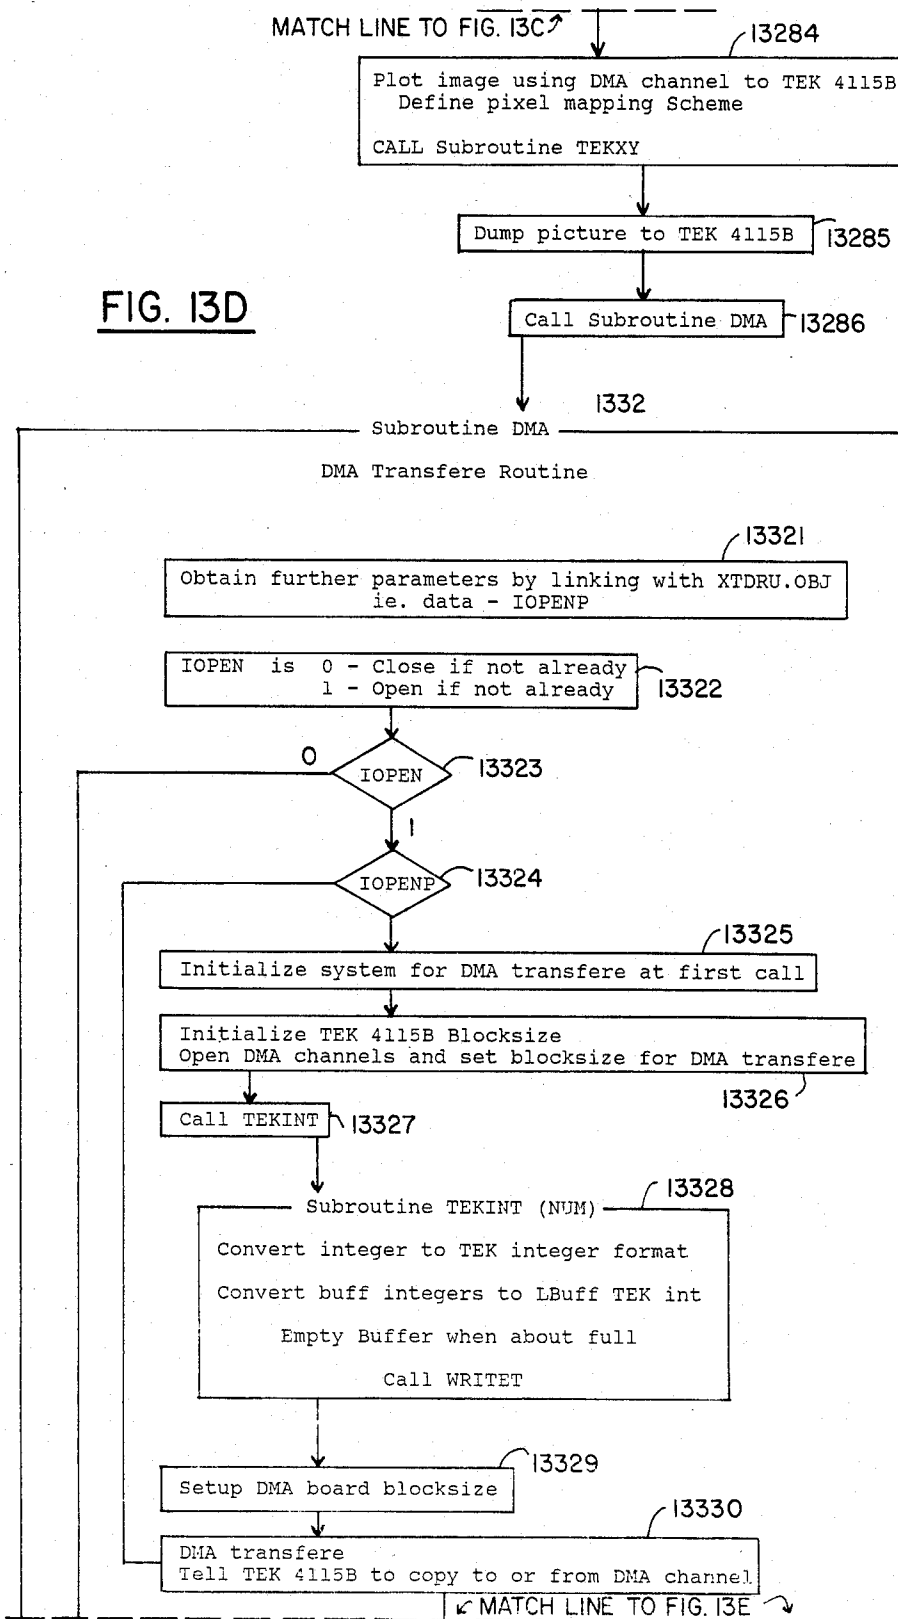 MATCH LINE TO FIG. 13C
13284
Plot image using DMA channel to TEK 4115B
Define pixel mapping Scheme
CALL Subroutine TEKXY
Dump picture to TEK 4115B
13285
FIG. 13D
Call Subroutine DMA
13286
1332
Subroutine DMA
DMA Transfere Routine
13321
Obtain further parameters by linking with XTDRU.OBJ
ie. data - IOPENP
IOPEN is 0 - Close if not already
1 - Open if not already
13322
0
IOPEN
13323
1
IOPENP
13324
13325
Initialize system for DMA transfere at first call
Initialize TEK 4115B Blocksize
Open DMA channels and set blocksize for DMA transfere
13326
Call TEKINT
13327
13328
Subroutine TEKINT (NUM)
Convert integer to TEK integer format
Convert buff integers to LBuff TEK int
Empty Buffer when about full
Call WRITET
13329
Setup DMA board blocksize
13330
DMA transfere
Tell TEK 4115B to copy to or from DMA channel
MATCH LINE TO FIG. 13E